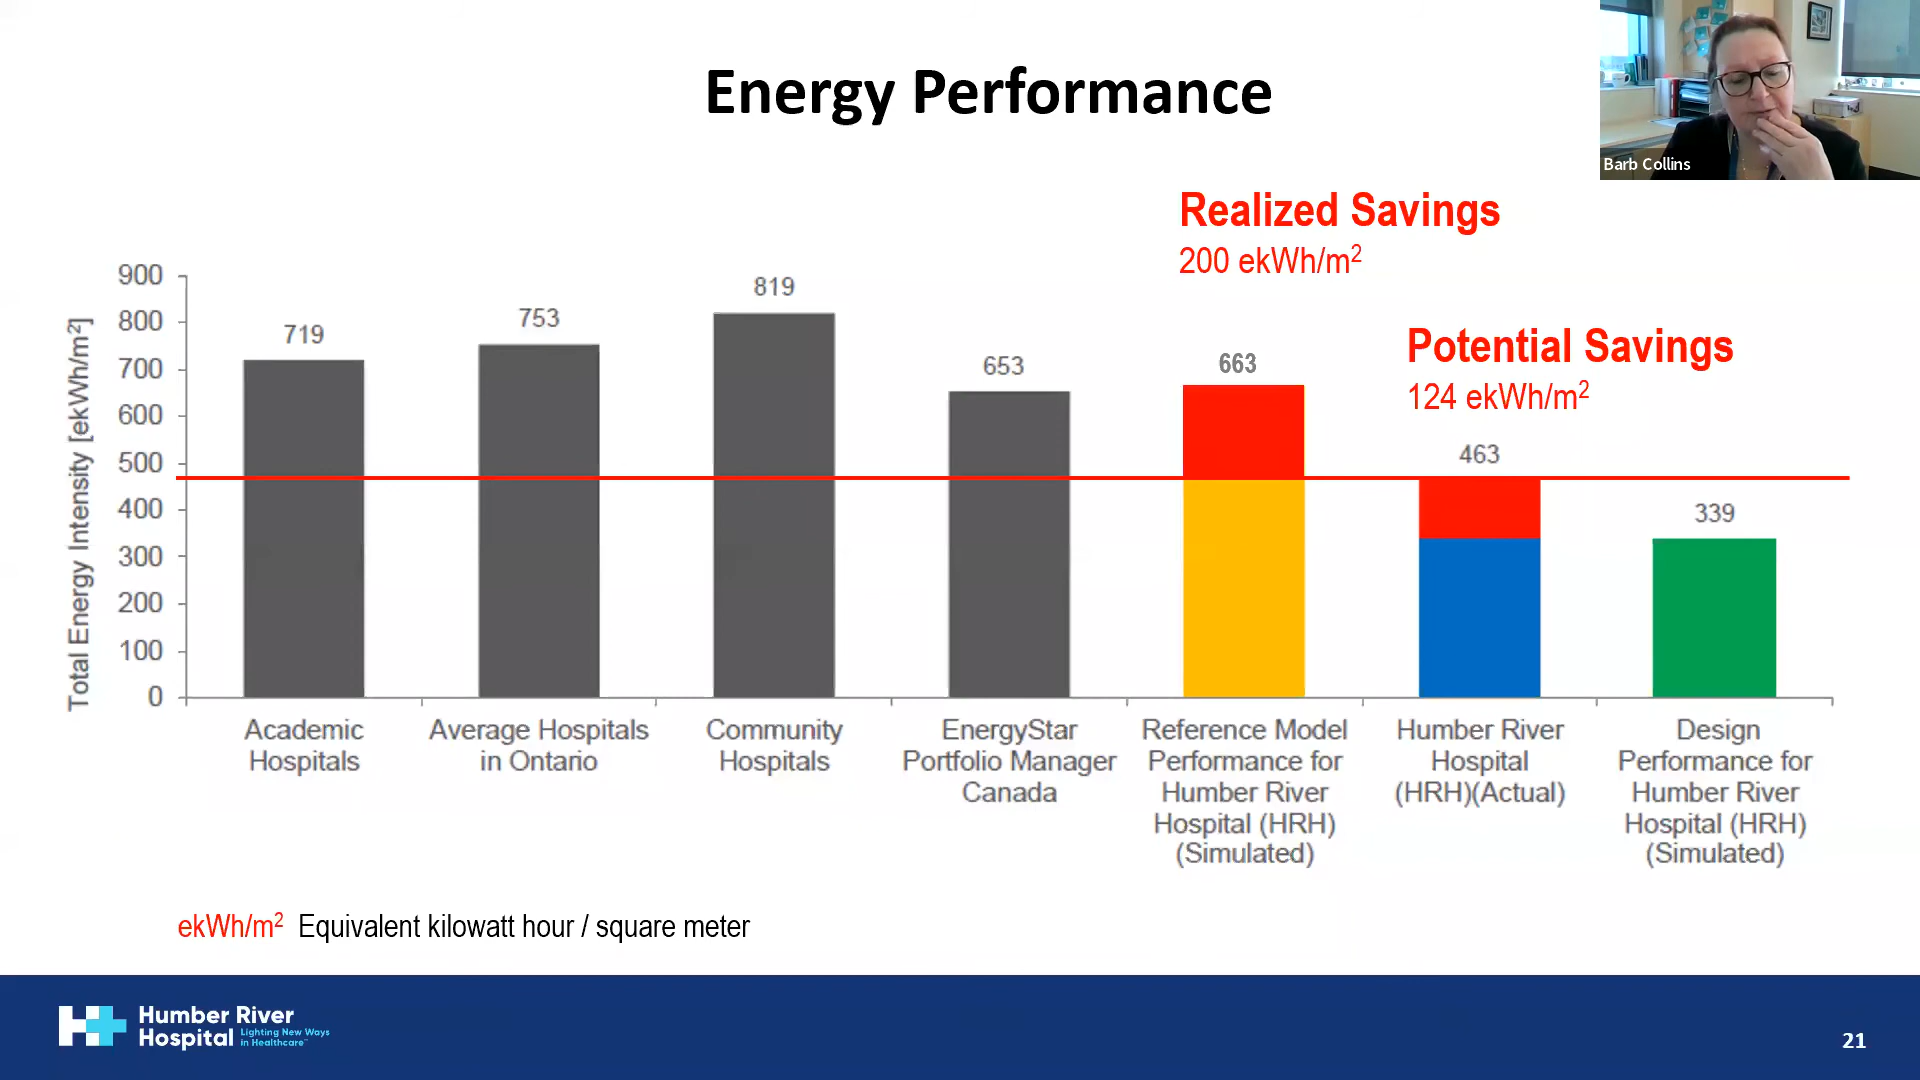 Energy Performance
Barb Collins
Realized Savings
200 ekWh/m²
Potential Savings
124 ekWh/m²
Total Energy Intensity [ekWh/m²]
900
800
700
600
500
400
300
200
100
0
719
753
819
653
663
463
339
Academic
Hospitals
Average Hospitals
in Ontario
Community
Hospitals
EnergyStar
Portfolio Manager
Canada
Reference Model
Performance for
Humber River
Hospital (HRH)
(Simulated)
Humber River
Hospital
(HRH)(Actual)
Design
Performance for
Humber River
Hospital (HRH)
(Simulated)
ekWh/m² Equivalent kilowatt hour / square meter
Humber River
Hospital
Lighting New Ways
in Healthcare™
21